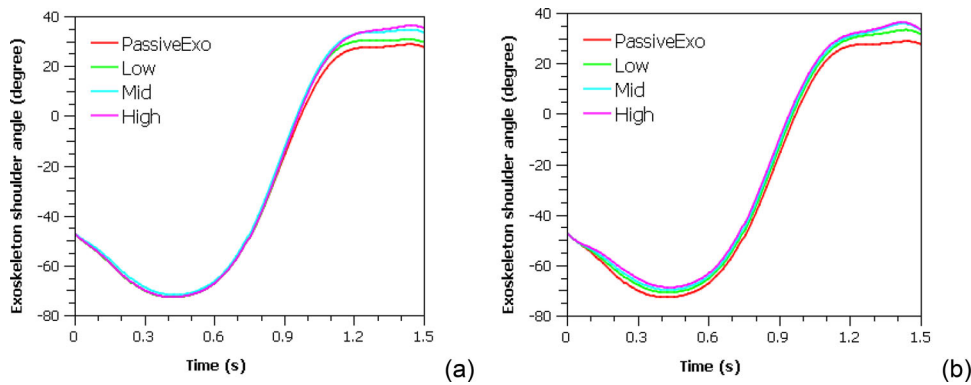 Exoskeleton shoulder angle (degree)
40
20
0
-20
-40
-60
-80
PassiveExo
Low
Mid
High
0
0.3
0.6
0.9
1.2
1.5
Time (s)
(a)
Exoskeleton shoulder angle (degree)
40
20
0
-20
-40
-60
-80
PassiveExo
Low
Mid
High
0
0.3
0.6
0.9
1.2
1.5
Time (s)
(b)